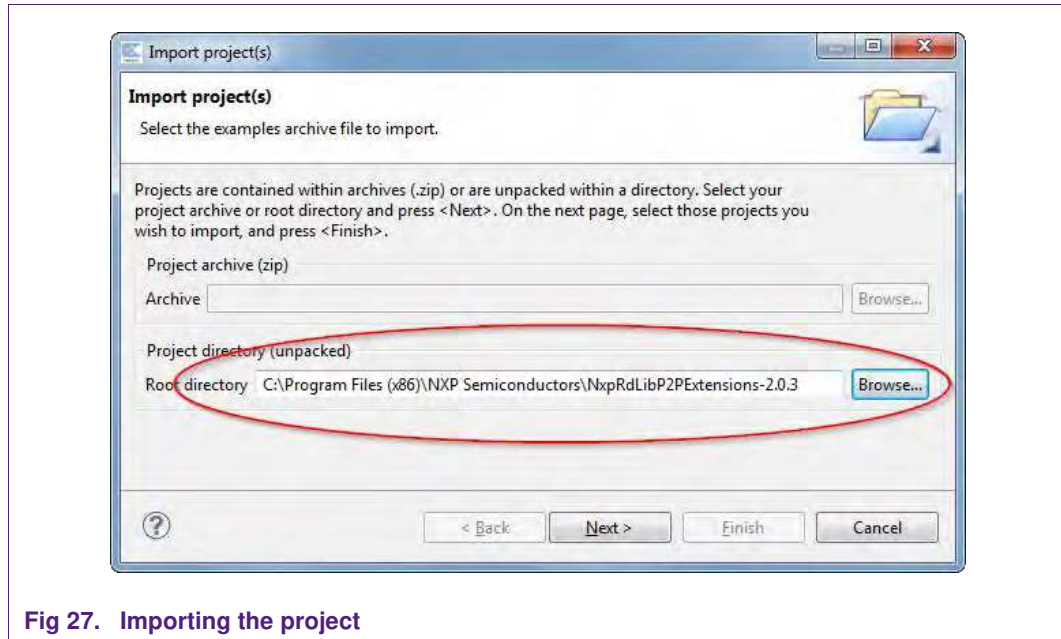 Import project(s)
Import project(s)
Select the examples archive file to import.
Projects are contained within archives (.zip) or are unpacked within a directory. Select your
project archive or root directory and press <Next>. On the next page, select those projects you
wish to import, and press <Finish>.
Project archive (zip)
Archive Browse...
Project directory (unpacked)
Root directory C:\Program Files (x86)\NXP Semiconductors\NxpRdLibP2PExtensions-2.0.3 Browse...
? < Back Next > Finish Cancel
Fig 27. Importing the project